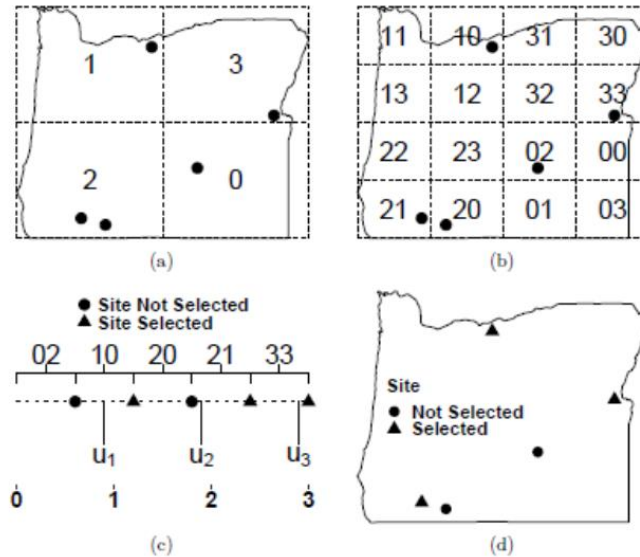 1 3
2 0
(a)
11 10 31 30
13 12 32 33
22 23 02 00
21 20 01 03
(b)
Site Not Selected
Site Selected
02 10 20 21 33
u1 u2 u3
0 1 2 3
(c)
Site
Not Selected
Selected
(d)